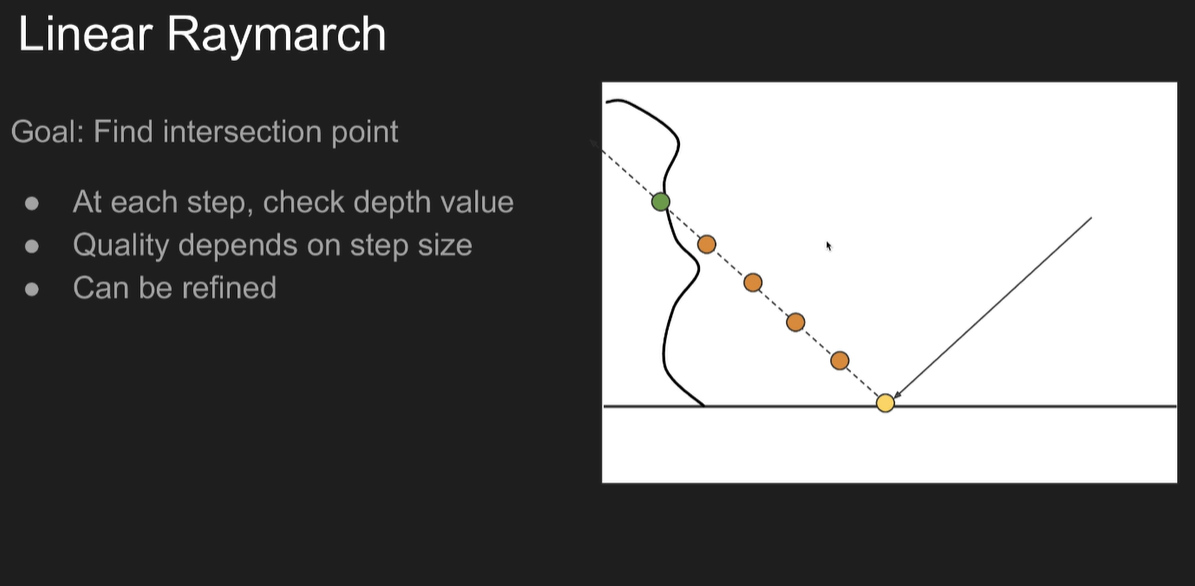 Linear Raymarch
Goal: Find intersection point
● At each step, check depth value
● Quality depends on step size
● Can be refined